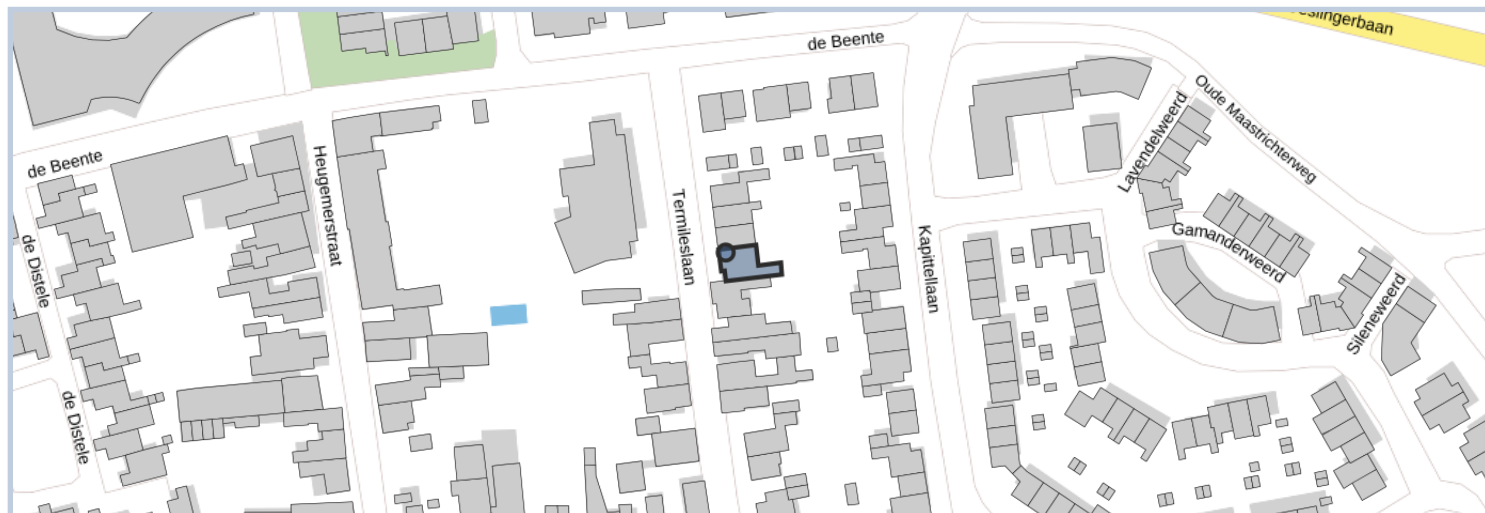 de Beente
de Beente
Heugemerstraat
Termileslaan
Kapittellaan
Lavendelweerd
Oude Maastrichterweg
Gamanderweerd
Sileneweerd
de Distele
de Distele